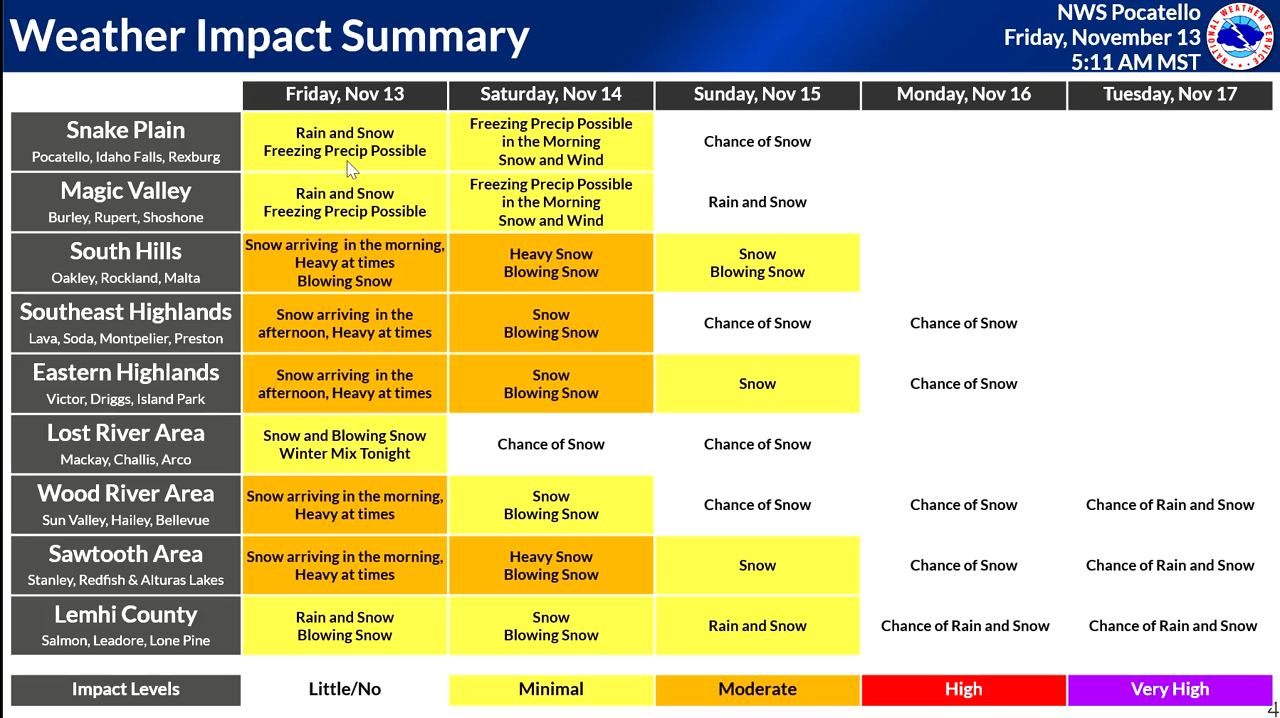 Weather Impact Summary
NWS Pocatello
Friday, November 13
5:11 AM MST
NATIONAL WEATHER SERVICE
Friday, Nov 13
Saturday, Nov 14
Sunday, Nov 15
Monday, Nov 16
Tuesday, Nov 17
Snake Plain
Pocatello, Idaho Falls, Rexburg
Rain and Snow
Freezing Precip Possible
Freezing Precip Possible
in the Morning
Snow and Wind
Chance of Snow
Magic Valley
Burley, Rupert, Shoshone
Rain and Snow
Freezing Precip Possible
Freezing Precip Possible
in the Morning
Snow and Wind
Rain and Snow
South Hills
Oakley, Rockland, Malta
Snow arriving in the morning,
Heavy at times
Blowing Snow
Heavy Snow
Blowing Snow
Snow
Blowing Snow
Southeast Highlands
Lava, Soda, Montpelier, Preston
Snow arriving in the
afternoon, Heavy at times
Snow
Blowing Snow
Chance of Snow
Chance of Snow
Eastern Highlands
Victor, Driggs, Island Park
Snow arriving in the
afternoon, Heavy at times
Snow
Blowing Snow
Snow
Chance of Snow
Lost River Area
Mackay, Challis, Arco
Snow and Blowing Snow
Winter Mix Tonight
Chance of Snow
Chance of Snow
Wood River Area
Sun Valley, Hailey, Bellevue
Snow arriving in the morning,
Heavy at times
Snow
Blowing Snow
Chance of Snow
Chance of Snow
Chance of Rain and Snow
Sawtooth Area
Stanley, Redfish & Alturas Lakes
Snow arriving in the morning,
Heavy at times
Heavy Snow
Blowing Snow
Snow
Chance of Snow
Chance of Rain and Snow
Lemhi County
Salmon, Leadore, Lone Pine
Rain and Snow
Blowing Snow
Snow
Blowing Snow
Rain and Snow
Chance of Rain and Snow
Chance of Rain and Snow
Impact Levels
Little/No
Minimal
Moderate
High
Very High
4